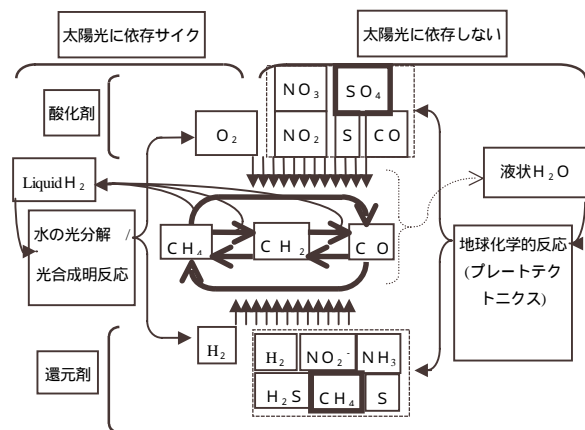 太陽光に依存サイク
太陽光に依存しない
酸化剤
NO₃
SO₄
O₂
NO₂
S
CO
LiquidH₂
液状H₂O
水の光分解 /
光合成明反応
CH₄
CH₂
CO
地球化学的反応
(プレートテク
トニクス)
還元剤
H₂
H₂
NO₂⁻
NH₃
H₂S
CH₄
S